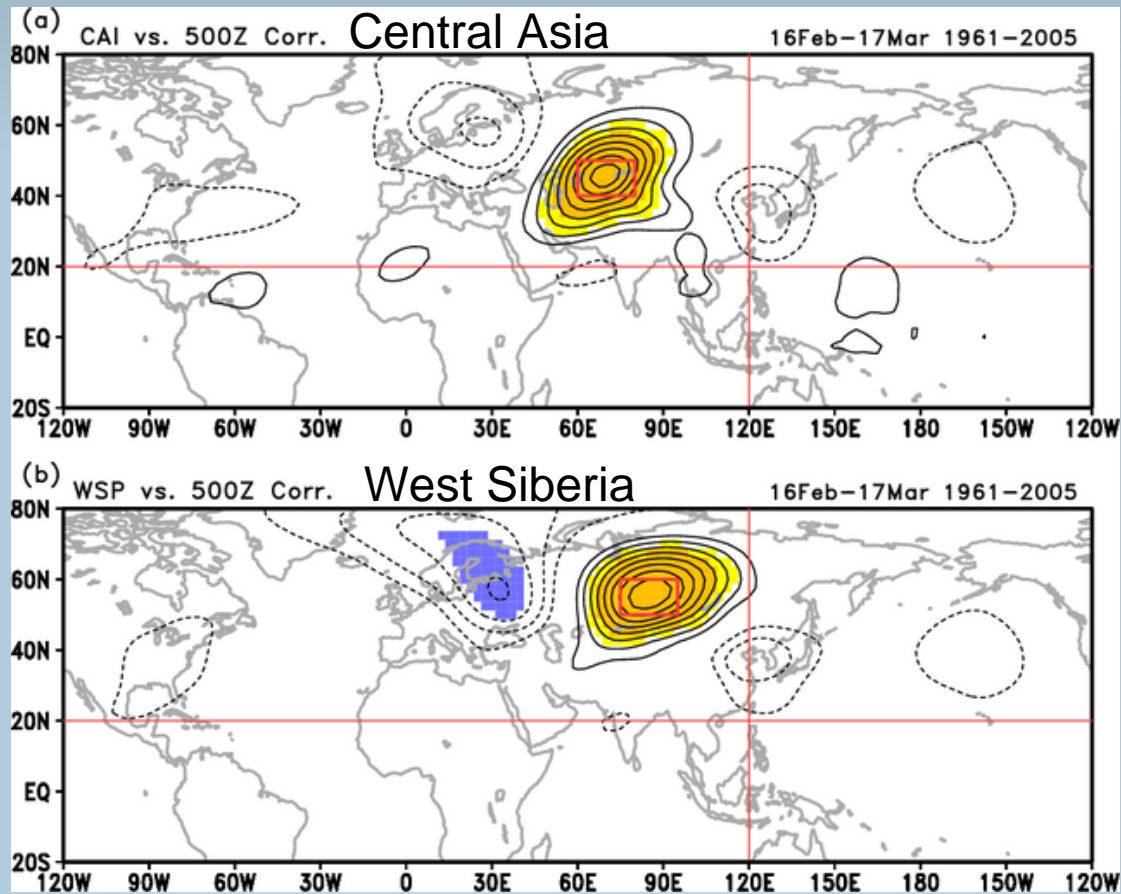 (a) CAI vs. 500Z Corr. Central Asia 16Feb-17Mar 1961-2005
80N
60N
40N
20N
EQ
20S
120W 90W 60W 30W 0 30E 60E 90E 120E 150E 180 150W 120W
(b) WSP vs. 500Z Corr. West Siberia 16Feb-17Mar 1961-2005
80N
60N
40N
20N
EQ
20S
120W 90W 60W 30W 0 30E 60E 90E 120E 150E 180 150W 120W